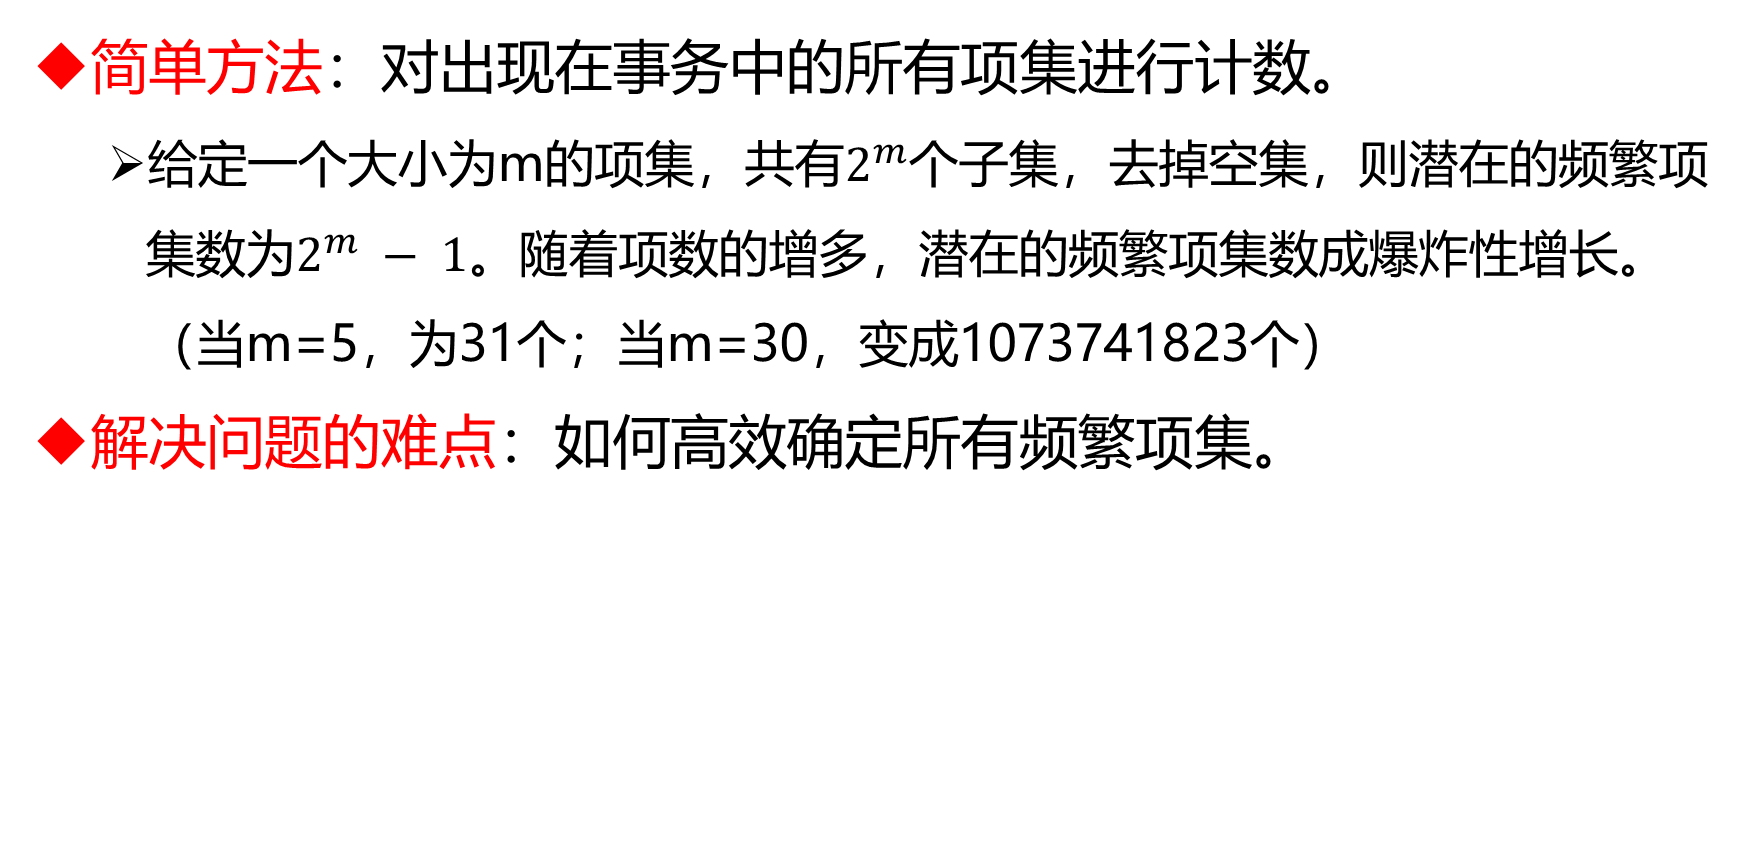 ◆简单方法：对出现在事务中的所有项集进行计数。
➢给定一个大小为m的项集，共有2^m个子集，去掉空集，则潜在的频繁项
集数为2^m − 1。随着项数的增多，潜在的频繁项集数成爆炸性增长。
（当m=5，为31个；当m=30，变成1073741823个）
◆解决问题的难点：如何高效确定所有频繁项集。